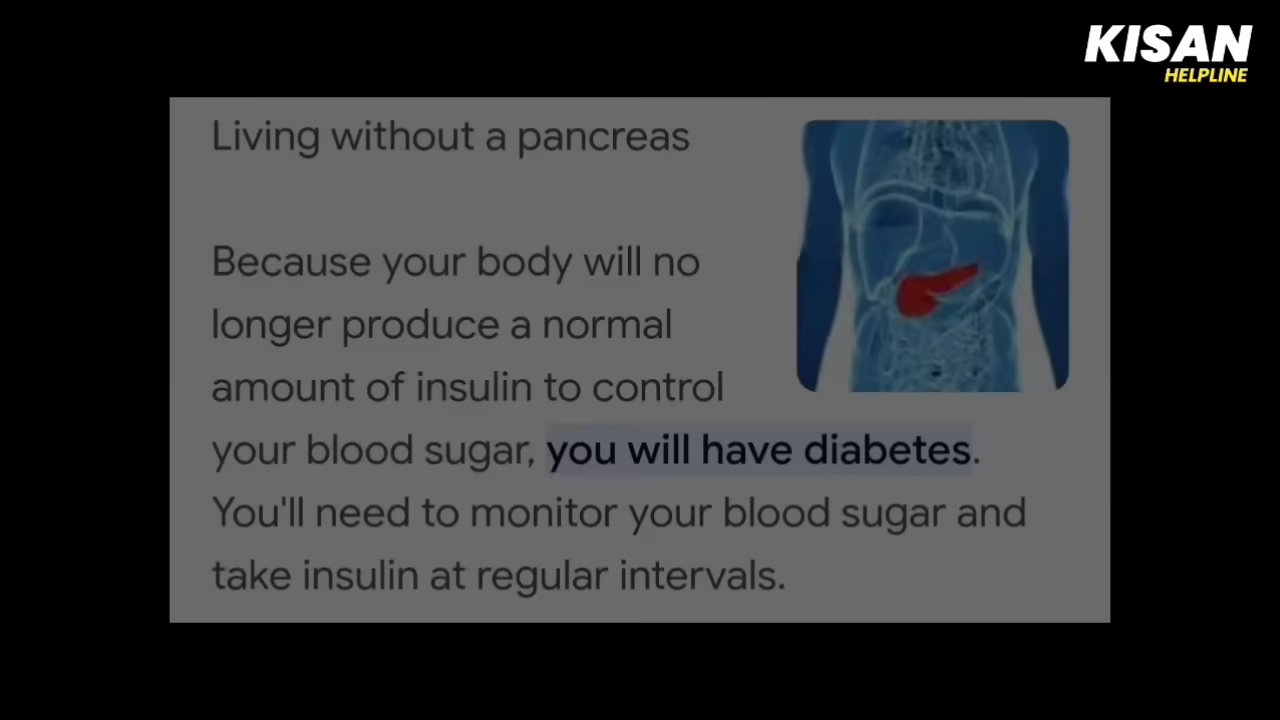 KISAN
HELPLINE
Living without a pancreas
Because your body will no
longer produce a normal
amount of insulin to control
your blood sugar, you will have diabetes.
You'll need to monitor your blood sugar and
take insulin at regular intervals.